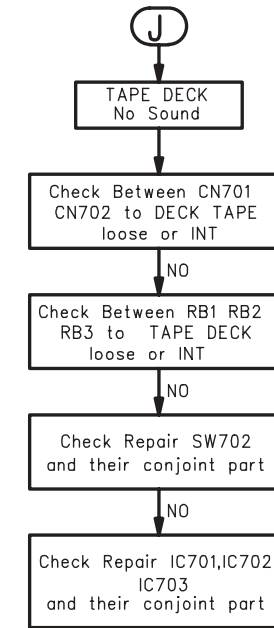 J
TAPE DECK
No Sound
Check Between CN701
CN702 to DECK TAPE
loose or INT
NO
Check Between RB1 RB2
RB3 to TAPE DECK
loose or INT
NO
Check Repair SW702
and their conjoint part
NO
Check Repair IC701,IC702
IC703
and their conjoint part